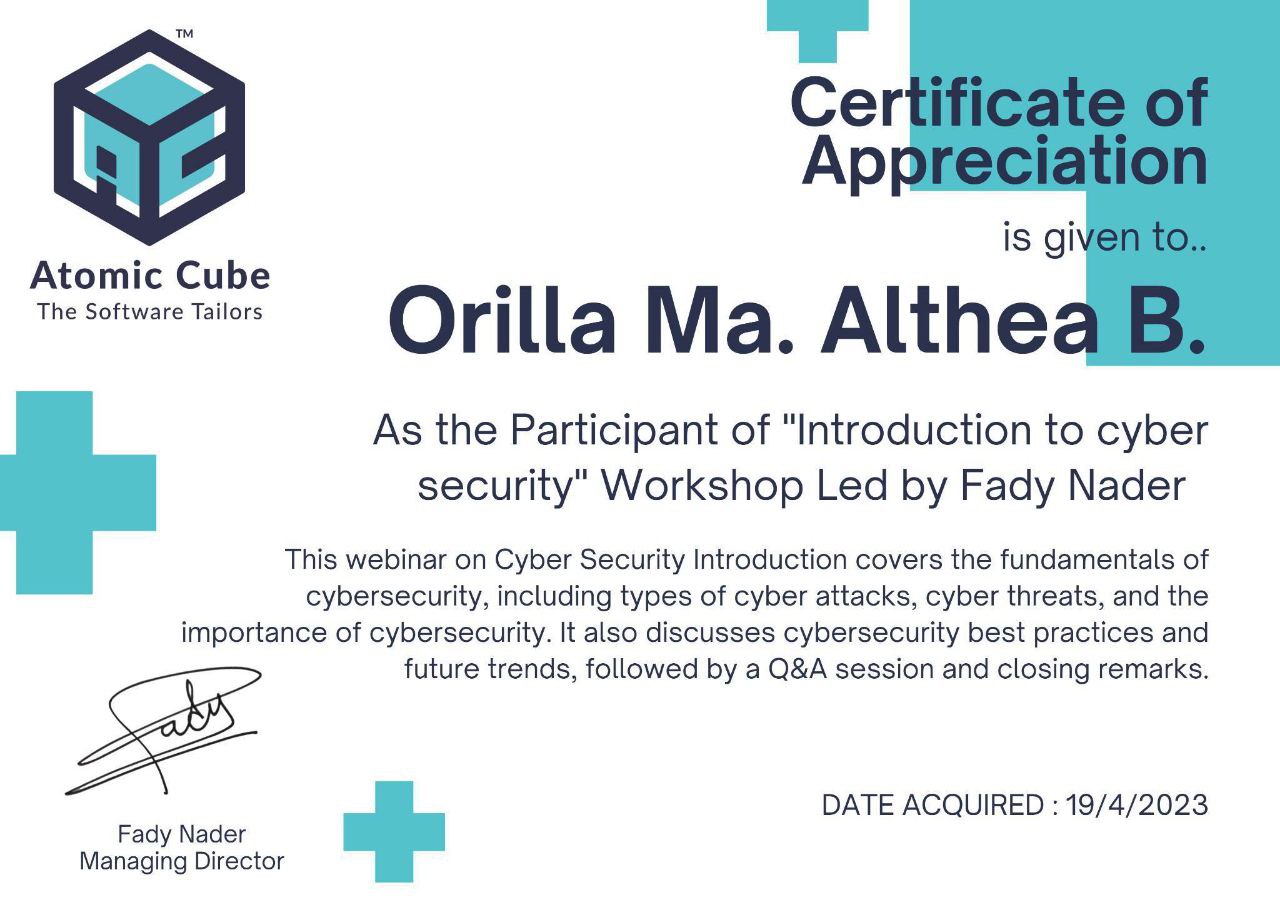 TM
Atomic Cube
The Software Tailors
Certificate of
Appreciation
is given to..
Orilla Ma. Althea B.
As the Participant of "Introduction to cyber
security" Workshop Led by Fady Nader
This webinar on Cyber Security Introduction covers the fundamentals of
cybersecurity, including types of cyber attacks, cyber threats, and the
importance of cybersecurity. It also discusses cybersecurity best practices and
future trends, followed by a Q&A session and closing remarks.
Fady
Fady Nader
Managing Director
DATE ACQUIRED : 19/4/2023